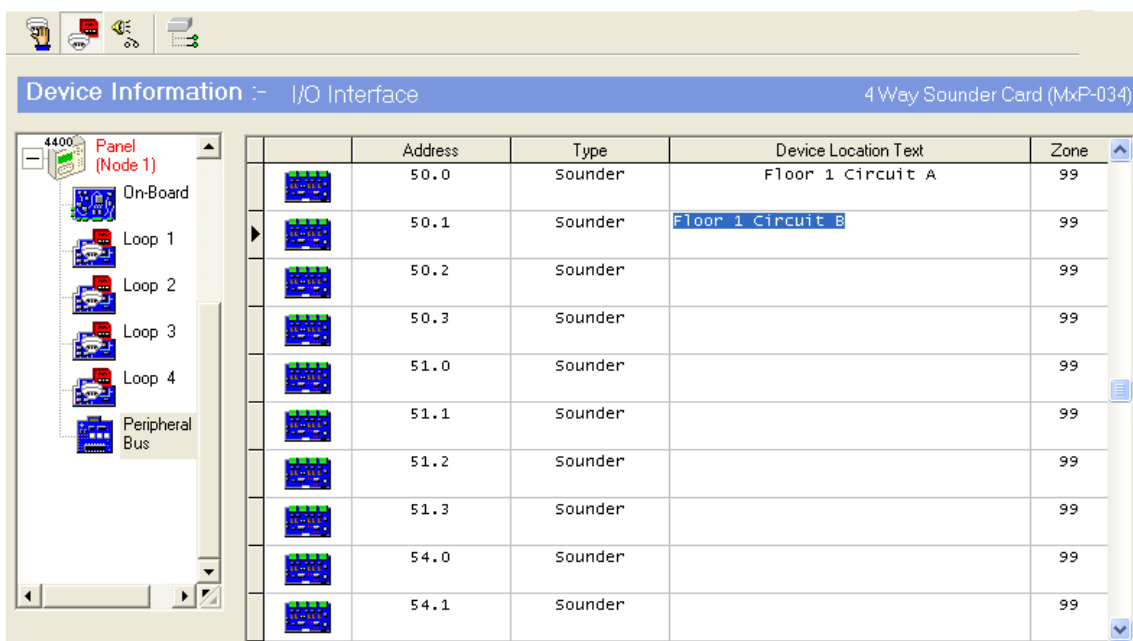 Device Information :- I/O Interface 4 Way Sounder Card (MxP-034)
4400
Panel
(Node 1)
On-Board
Loop 1
Loop 2
Loop 3
Loop 4
Peripheral
Bus
Address Type Device Location Text Zone
50.0 Sounder Floor 1 Circuit A 99
50.1 Sounder Floor 1 Circuit B 99
50.2 Sounder 99
50.3 Sounder 99
51.0 Sounder 99
51.1 Sounder 99
51.2 Sounder 99
51.3 Sounder 99
54.0 Sounder 99
54.1 Sounder 99